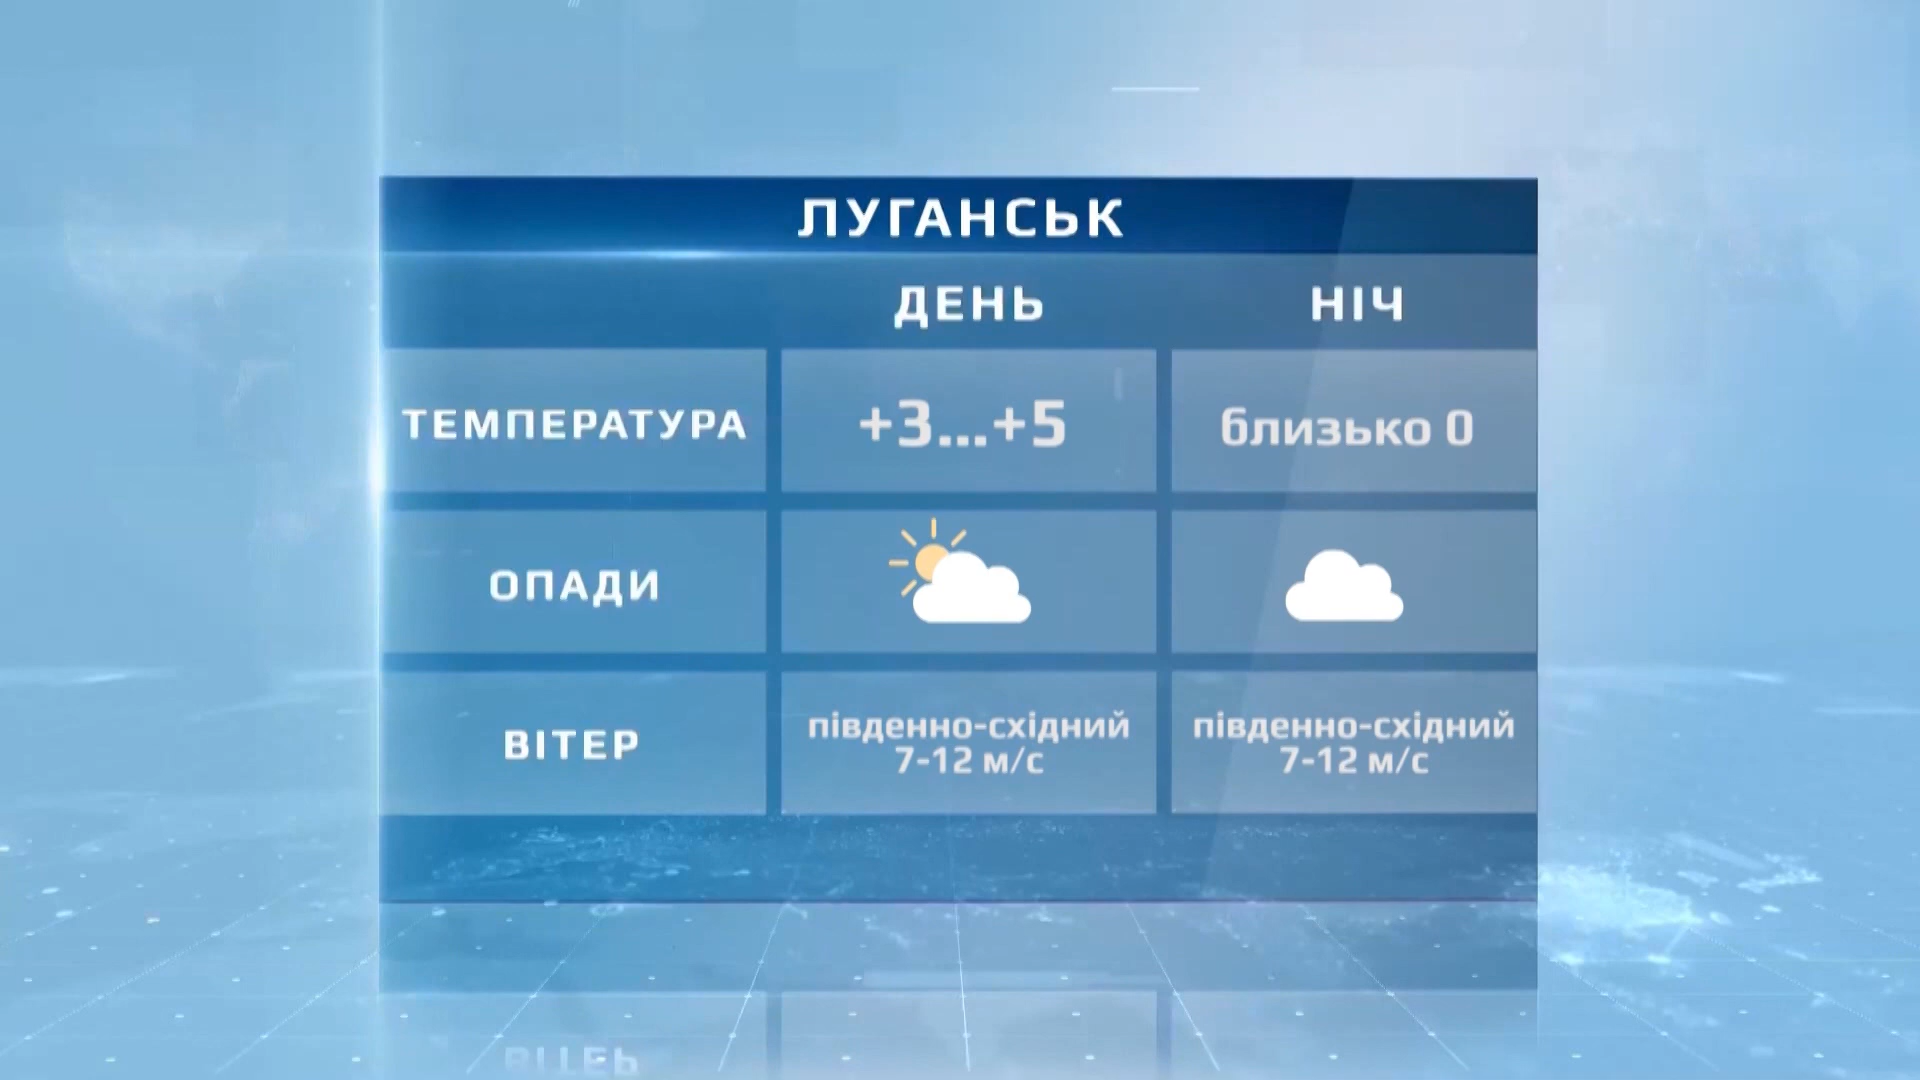 ЛУГАНСЬК
ДЕНЬ НІЧ
ТЕМПЕРАТУРА +3...+5 близько 0
ОПАДИ
ВІТЕР
південно-східний
7-12 м/с
південно-східний
7-12 м/с